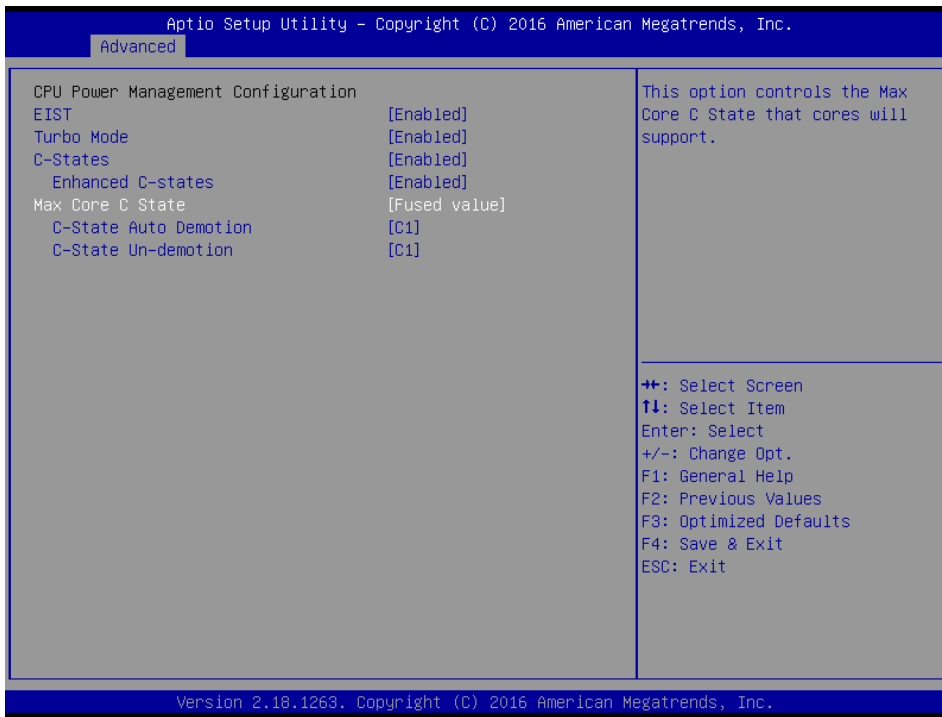 Aptio Setup Utility – Copyright (C) 2016 American Megatrends, Inc.
Advanced
CPU Power Management Configuration
EIST [Enabled]
Turbo Mode [Enabled]
C-States [Enabled]
Enhanced C-states [Enabled]
Max Core C State [Fused value]
C-State Auto Demotion [C1]
C-State Un-demotion [C1]
This option controls the Max
Core C State that cores will
support.
→←: Select Screen
↑↓: Select Item
Enter: Select
+/-: Change Opt.
F1: General Help
F2: Previous Values
F3: Optimized Defaults
F4: Save & Exit
ESC: Exit
Version 2.18.1263. Copyright (C) 2016 American Megatrends, Inc.